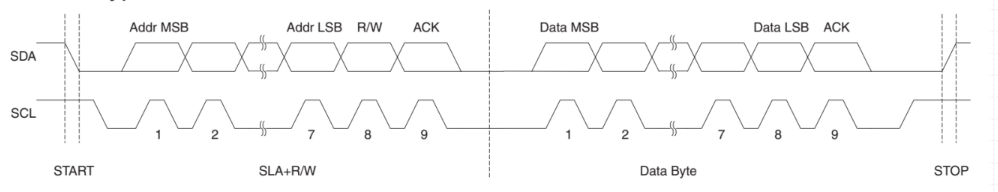 Addr MSB Addr LSB R/W ACK Data MSB Data LSB ACK
SDA
SCL
1 2 7 8 9 1 2 7 8 9
START SLA+R/W Data Byte STOP